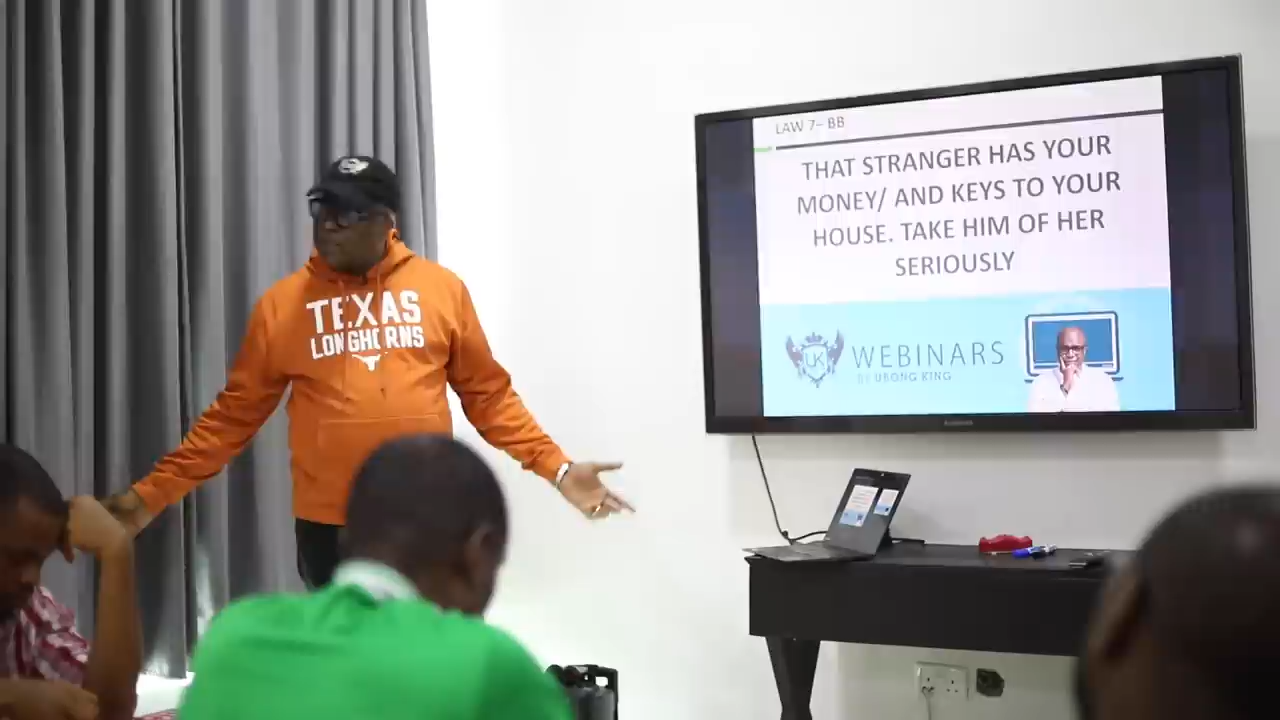 TEXAS
LONGHORNS
LAW 7– BB
THAT STRANGER HAS YOUR
MONEY/ AND KEYS TO YOUR
HOUSE. TAKE HIM OF HER
SERIOUSLY
UK
WEBINARS
BY UBONG KING